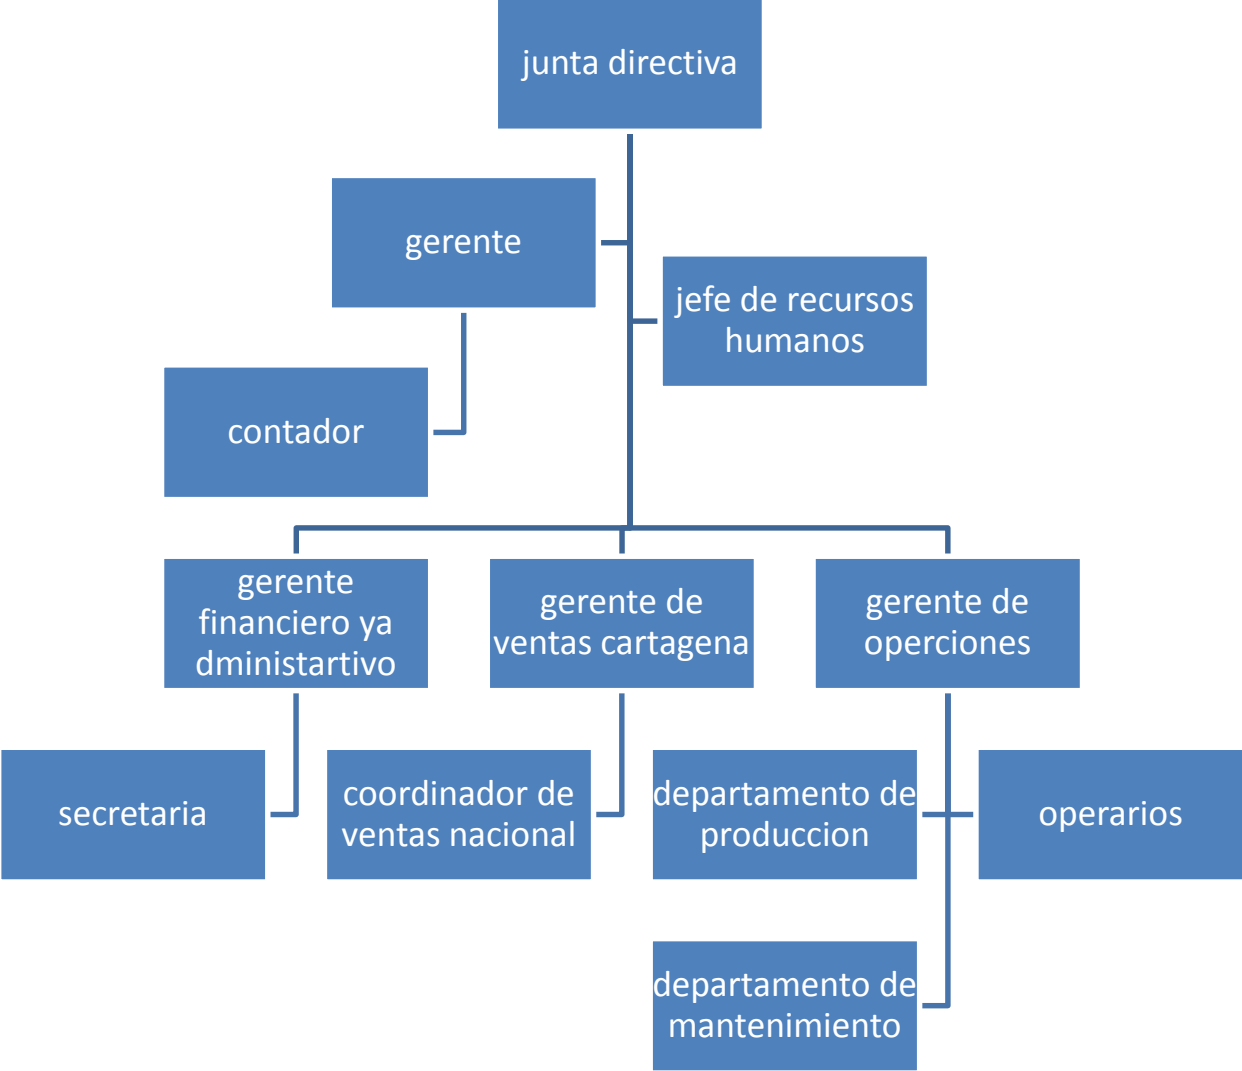 junta directiva
gerente
jefe de recursos
humanos
contador
gerente
financiero ya
dministartivo
gerente de
ventas cartagena
gerente de
operciones
secretaria
coordinador de
ventas nacional
departamento de
produccion
operarios
departamento de
mantenimiento